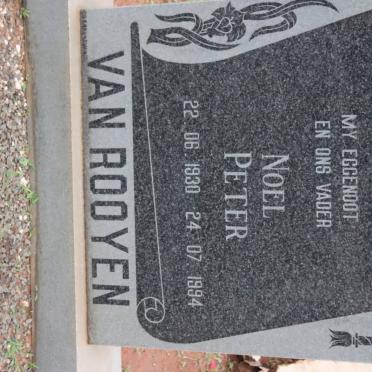 MY EGGENOOT
EN ONS VADER
NOEL
PETER
22 06 1930 24 07 1994
VAN ROOYEN